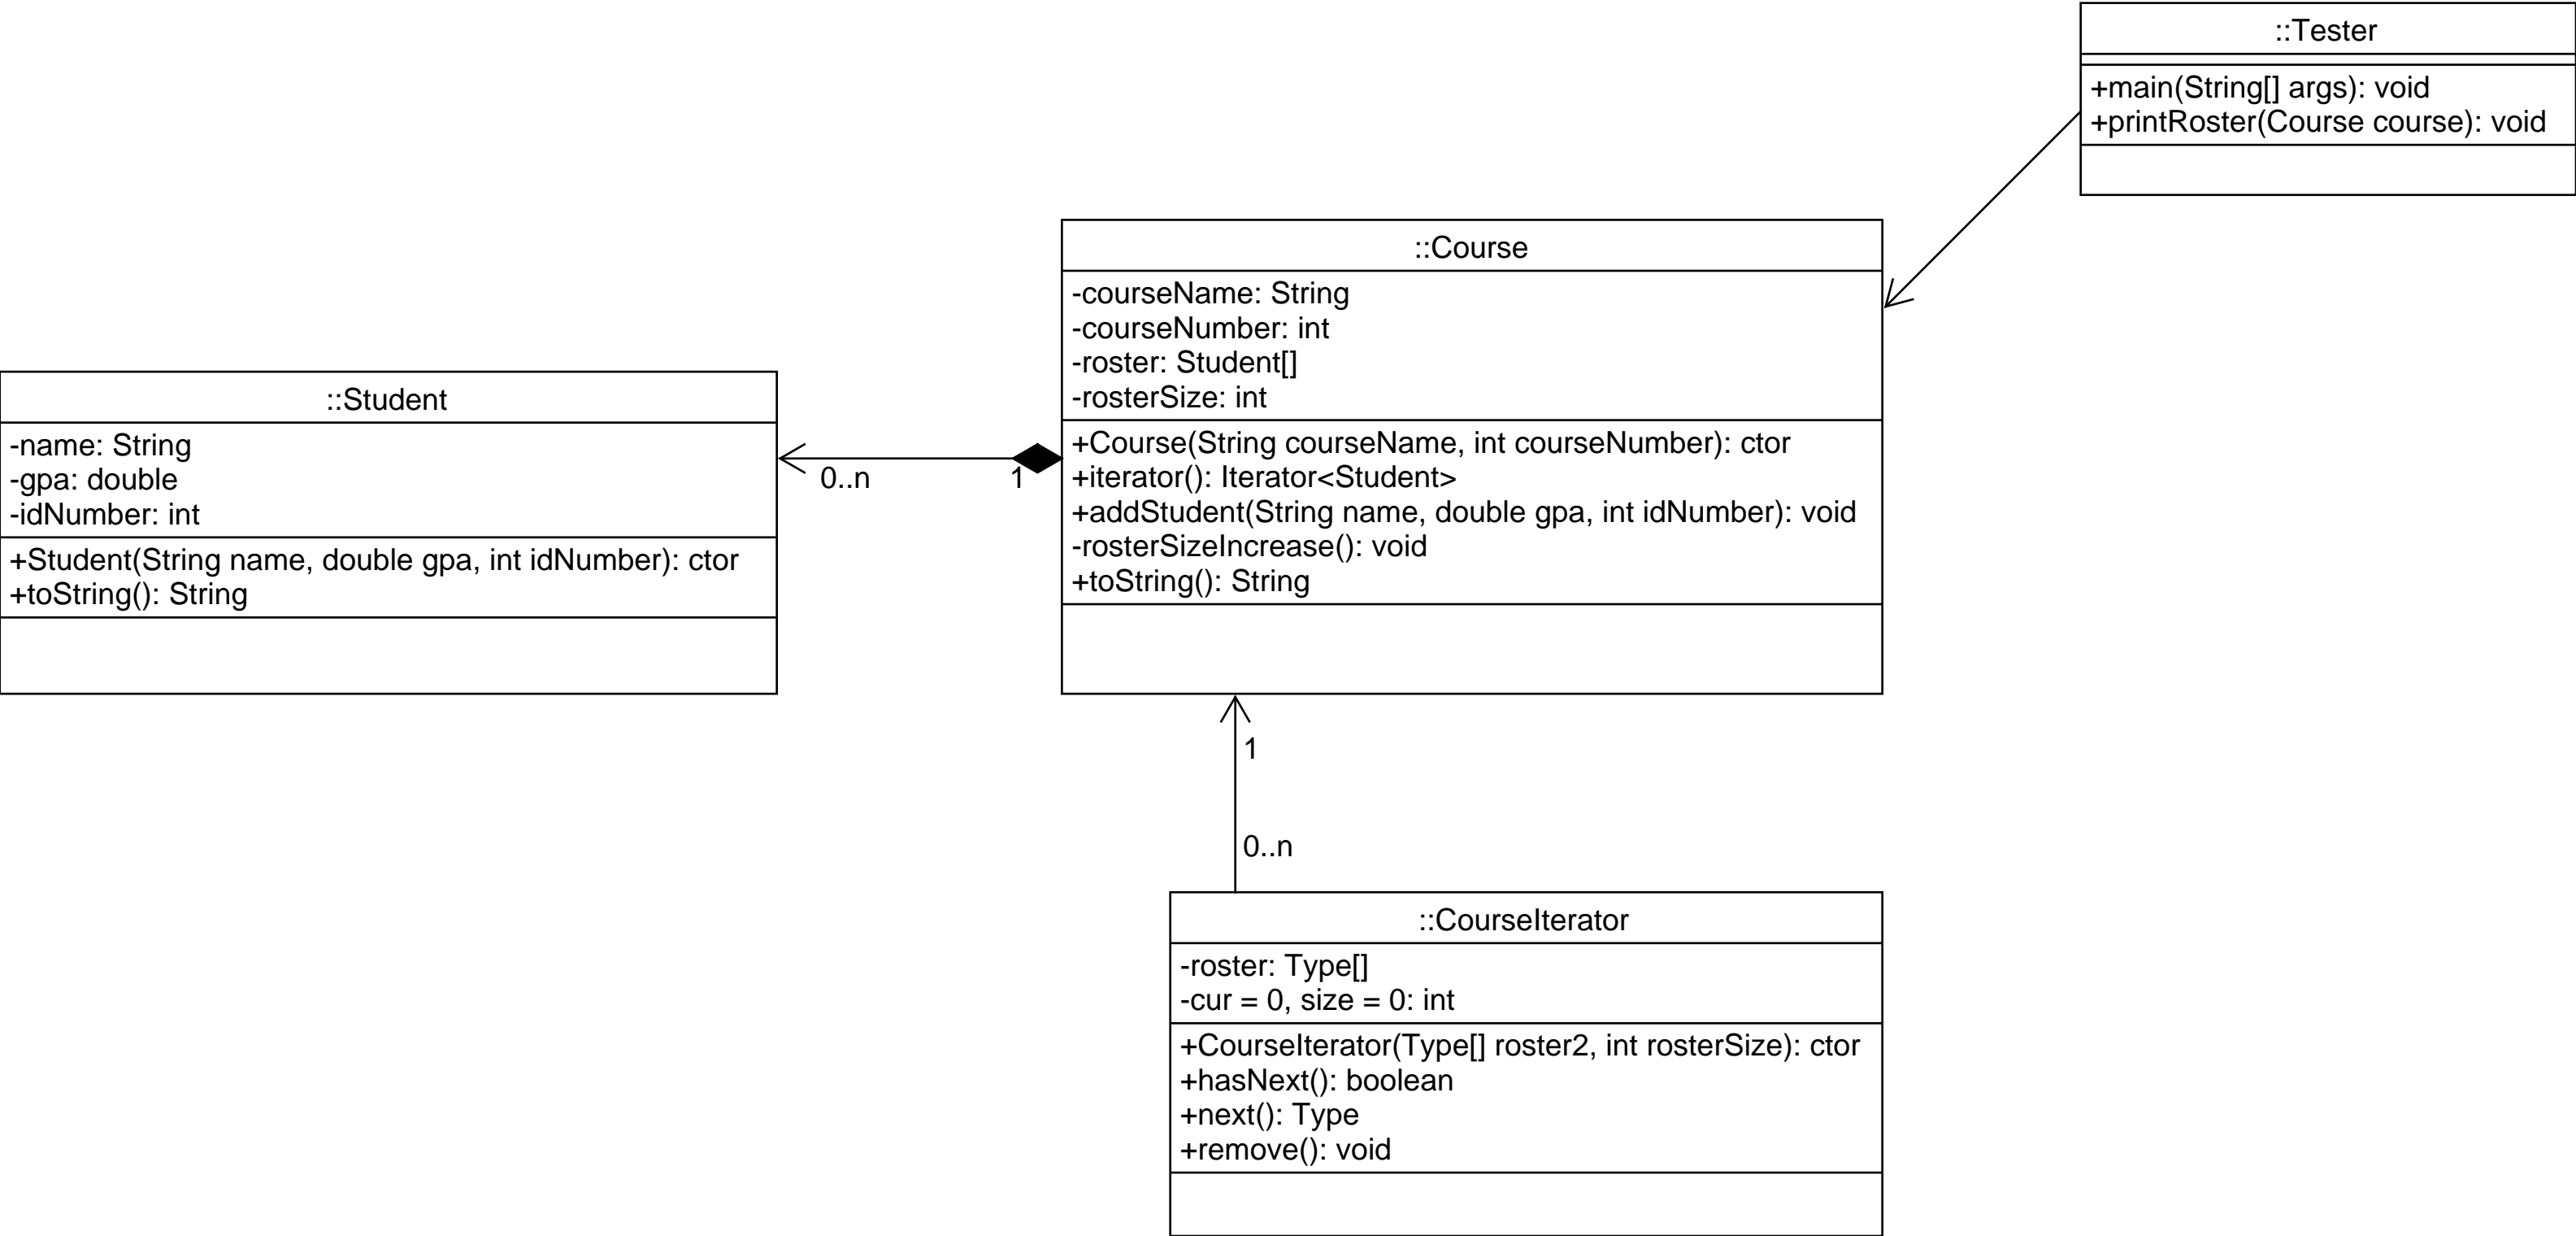 ::Tester
+main(String[] args): void
+printRoster(Course course): void
::Course
-courseName: String
-courseNumber: int
-roster: Student[]
-rosterSize: int
+Course(String courseName, int courseNumber): ctor
+iterator(): Iterator<Student>
+addStudent(String name, double gpa, int idNumber): void
-rosterSizeIncrease(): void
+toString(): String
::Student
-name: String
-gpa: double
-idNumber: int
+Student(String name, double gpa, int idNumber): ctor
+toString(): String
0..n
1
1
0..n
::CourseIterator
-roster: Type[]
-cur = 0, size = 0: int
+CourseIterator(Type[] roster2, int rosterSize): ctor
+hasNext(): boolean
+next(): Type
+remove(): void